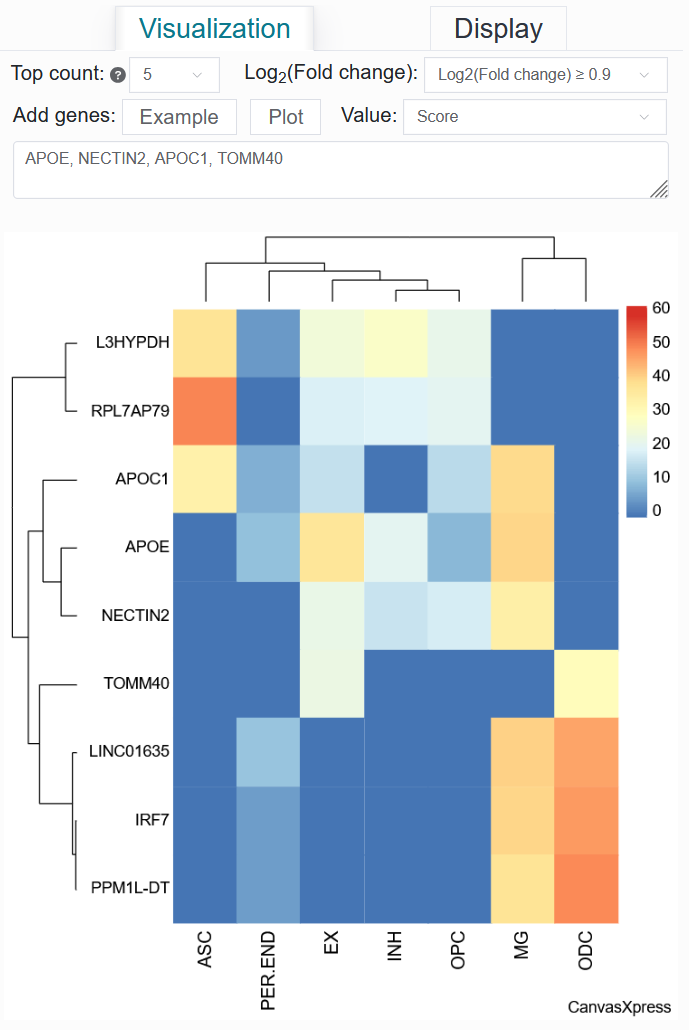 Visualization Display
Top count: ? 5 Log2(Fold change): Log2(Fold change) ≥ 0.9
Add genes: Example Plot Value: Score
APOE, NECTIN2, APOC1, TOMM40
L3HYPDH
RPL7AP79
APOC1
APOE
NECTIN2
TOMM40
LINC01635
IRF7
PPM1L-DT
60
50
40
30
20
10
0
ASC
PER.END
EX
INH
OPC
MG
ODC
CanvasXpress